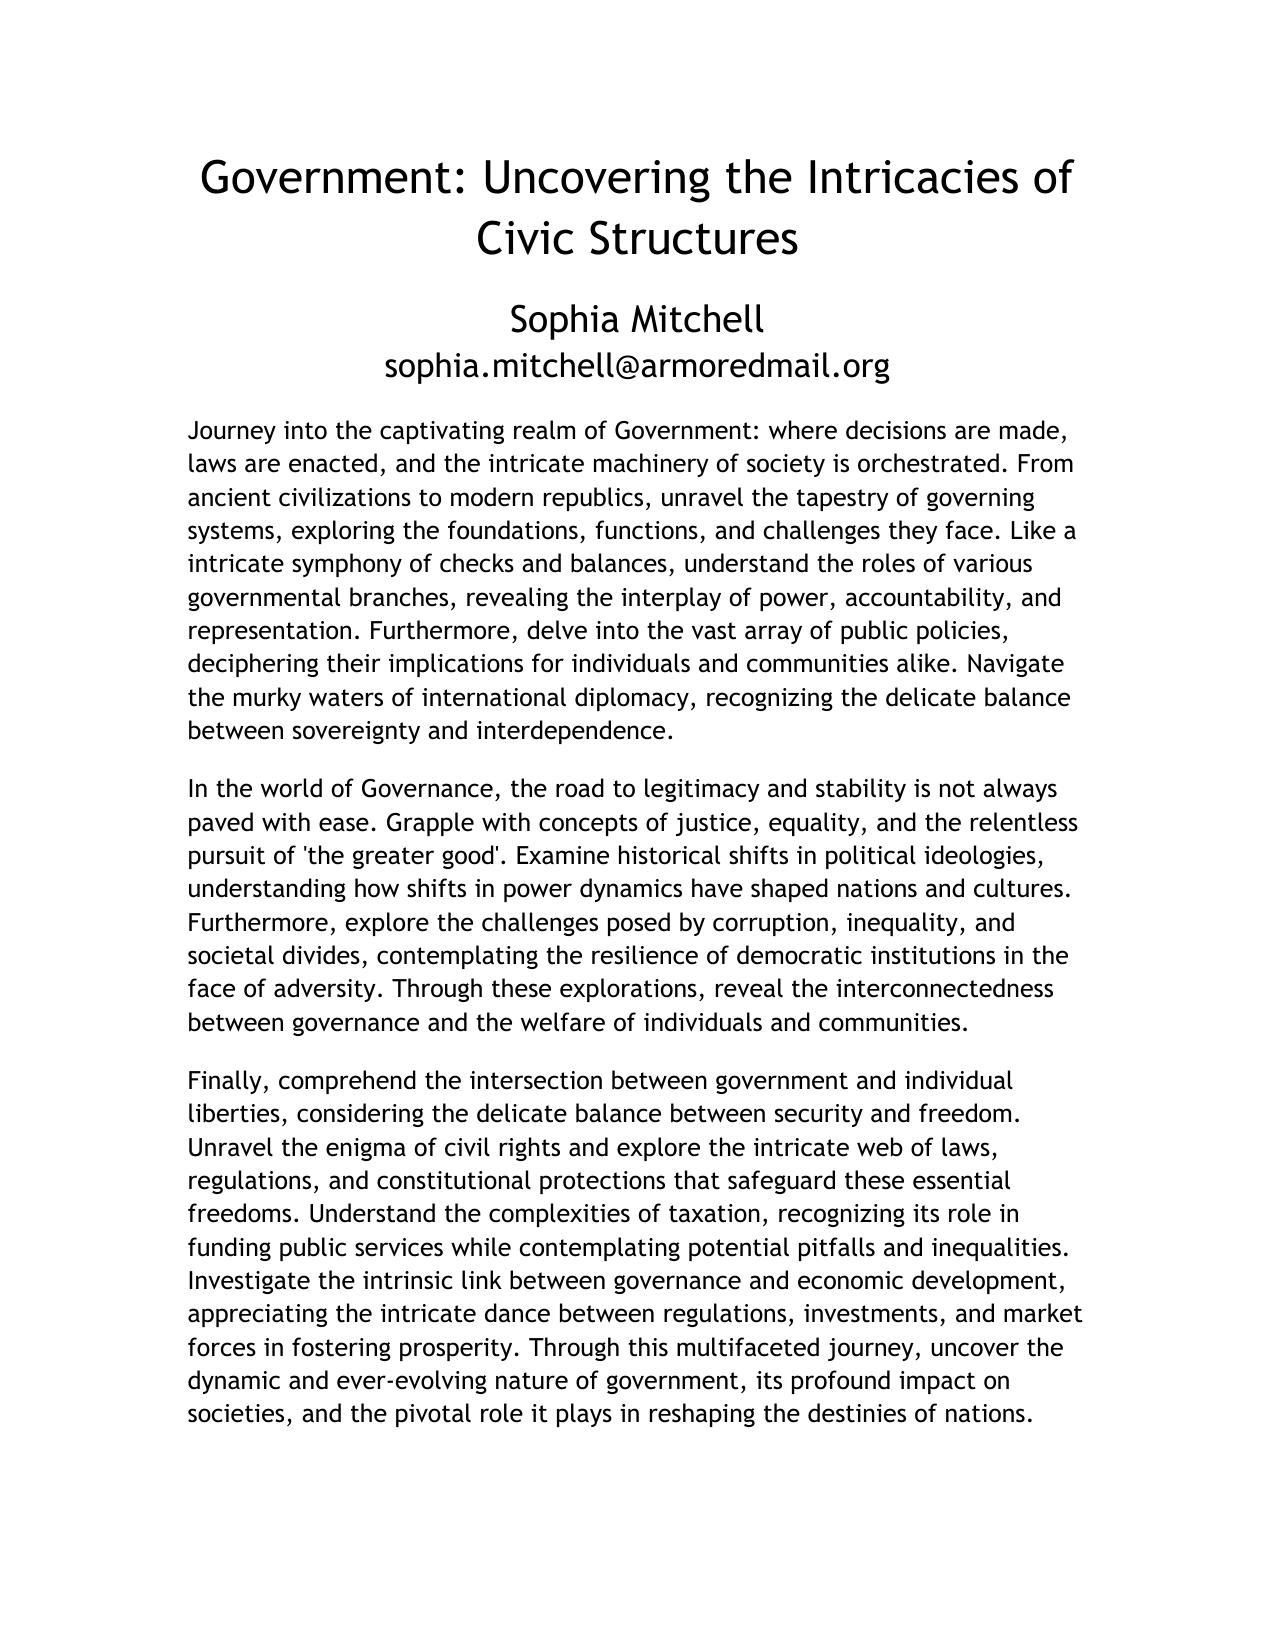 Government: Uncovering the Intricacies of
Civic Structures
Sophia Mitchell
sophia.mitchell@armoredmail.org
Journey into the captivating realm of Government: where decisions are made,
laws are enacted, and the intricate machinery of society is orchestrated. From
ancient civilizations to modern republics, unravel the tapestry of governing
systems, exploring the foundations, functions, and challenges they face. Like a
intricate symphony of checks and balances, understand the roles of various
governmental branches, revealing the interplay of power, accountability, and
representation. Furthermore, delve into the vast array of public policies,
deciphering their implications for individuals and communities alike. Navigate
the murky waters of international diplomacy, recognizing the delicate balance
between sovereignty and interdependence.
In the world of Governance, the road to legitimacy and stability is not always
paved with ease. Grapple with concepts of justice, equality, and the relentless
pursuit of 'the greater good'. Examine historical shifts in political ideologies,
understanding how shifts in power dynamics have shaped nations and cultures.
Furthermore, explore the challenges posed by corruption, inequality, and
societal divides, contemplating the resilience of democratic institutions in the
face of adversity. Through these explorations, reveal the interconnectedness
between governance and the welfare of individuals and communities.
Finally, comprehend the intersection between government and individual
liberties, considering the delicate balance between security and freedom.
Unravel the enigma of civil rights and explore the intricate web of laws,
regulations, and constitutional protections that safeguard these essential
freedoms. Understand the complexities of taxation, recognizing its role in
funding public services while contemplating potential pitfalls and inequalities.
Investigate the intrinsic link between governance and economic development,
appreciating the intricate dance between regulations, investments, and market
forces in fostering prosperity. Through this multifaceted journey, uncover the
dynamic and ever-evolving nature of government, its profound impact on
societies, and the pivotal role it plays in reshaping the destinies of nations.